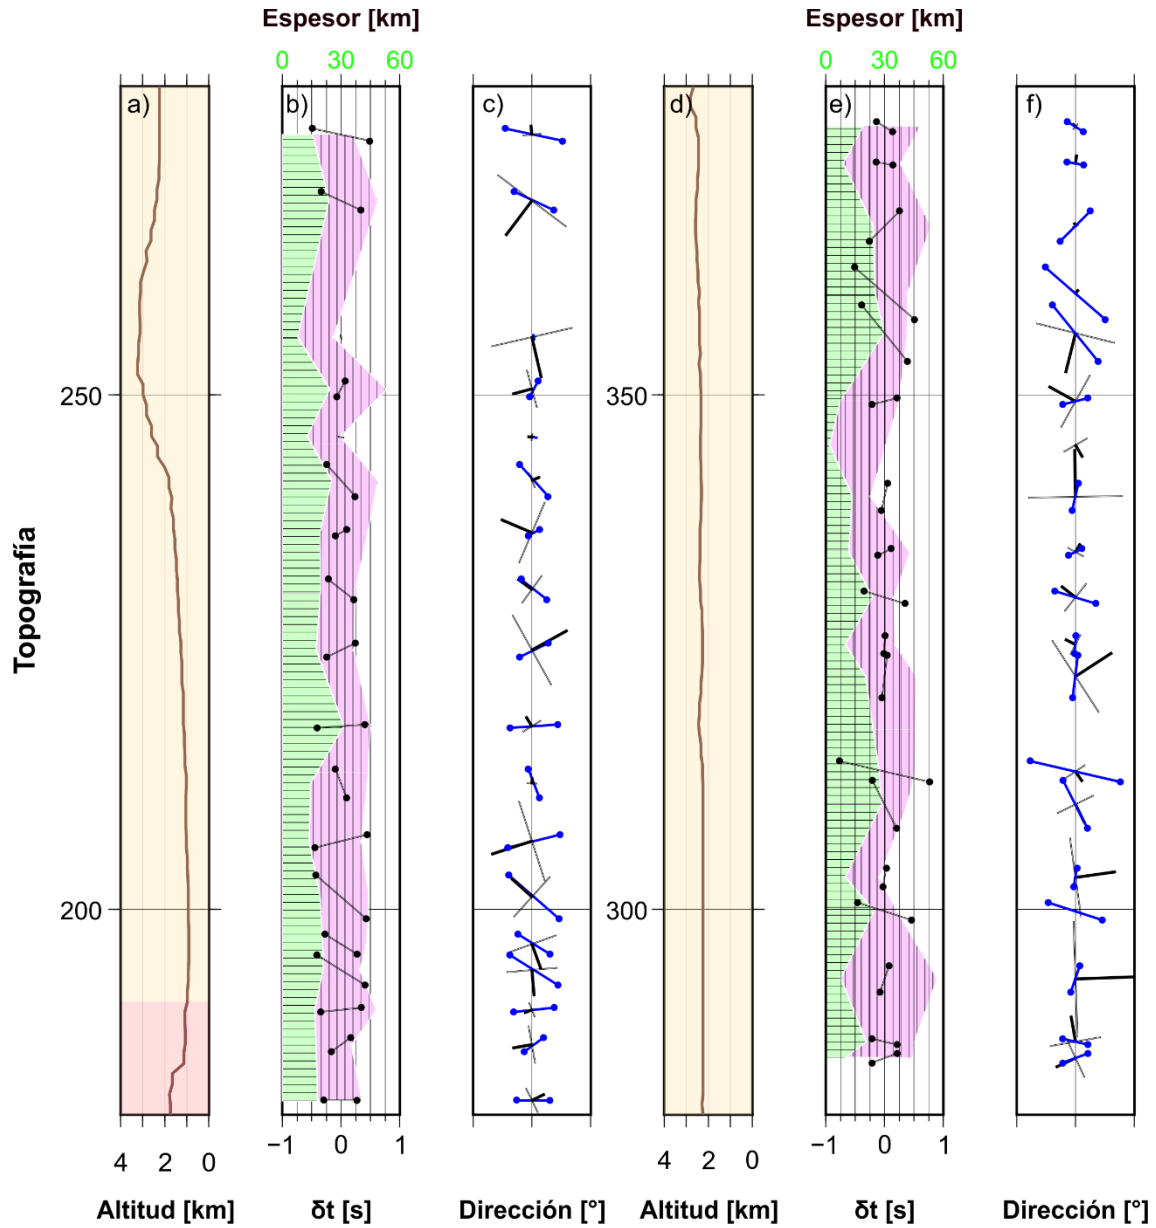 Espesor [km] Espesor [km]
0 30 60 0 30 60
a) b) c) d) e) f)
250 350
Topografía
200 300
−1 0 1 −1 0 1
4 2 0 4 2 0
Altitud [km] δt [s] Dirección [°] Altitud [km] δt [s] Dirección [°]